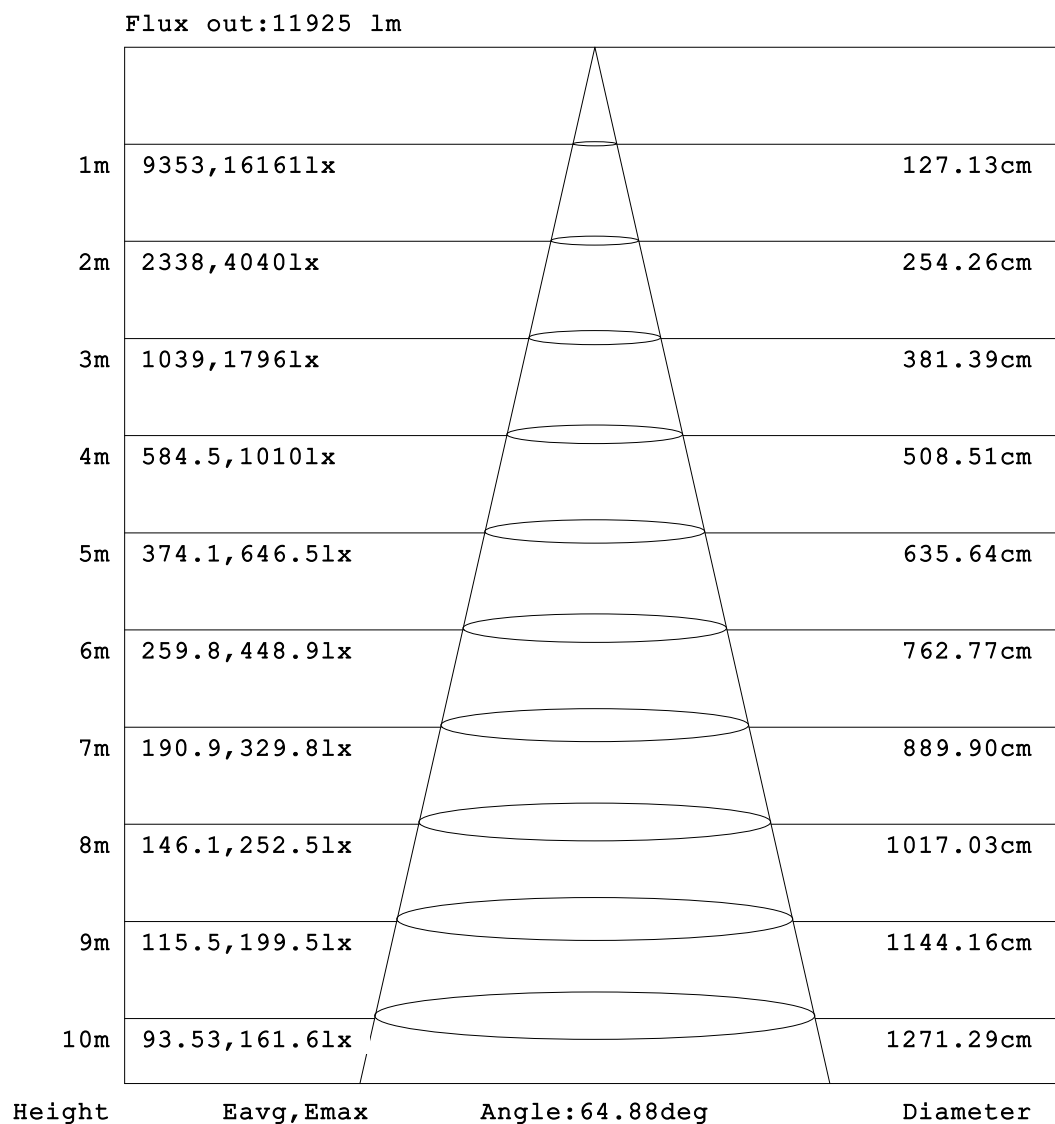 Flux out:11925 lm
1m 9353,16161lx 127.13cm
2m 2338,4040lx 254.26cm
3m 1039,1796lx 381.39cm
4m 584.5,1010lx 508.51cm
5m 374.1,646.5lx 635.64cm
6m 259.8,448.9lx 762.77cm
7m 190.9,329.8lx 889.90cm
8m 146.1,252.5lx 1017.03cm
9m 115.5,199.5lx 1144.16cm
10m 93.53,161.6lx 1271.29cm
Height Eavg,Emax Angle:64.88deg Diameter